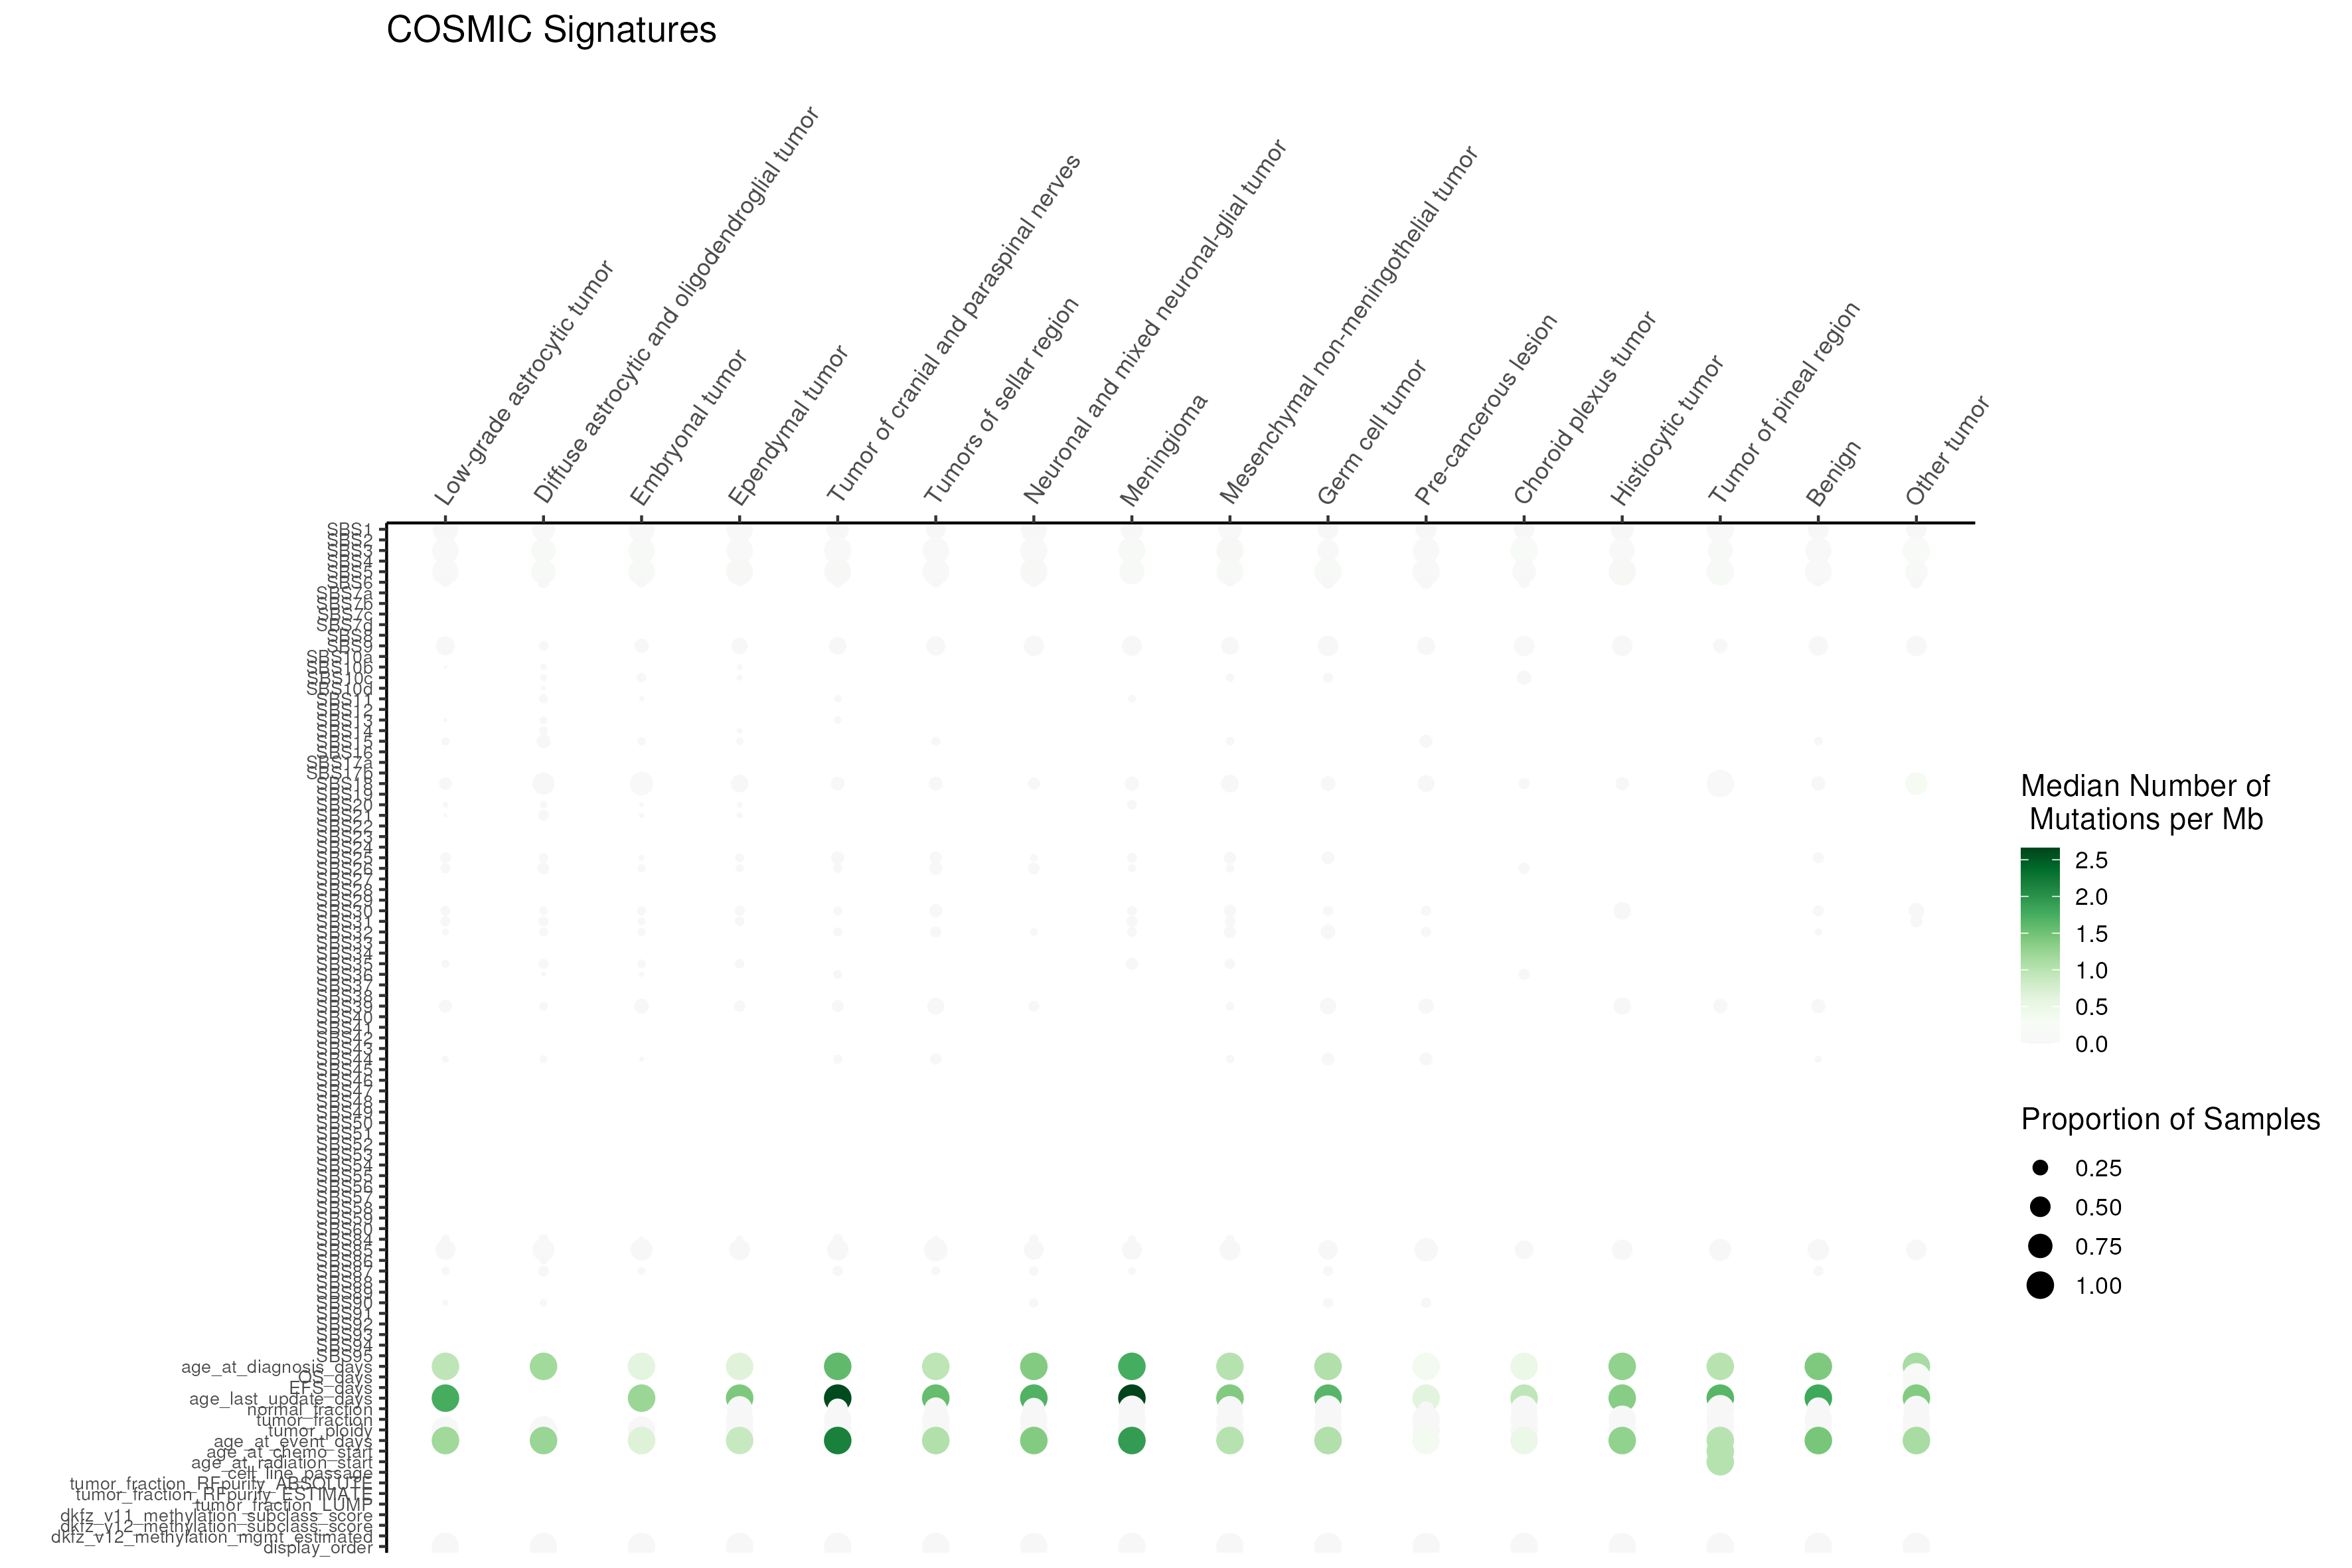 COSMIC Signatures
Low-grade astrocytic tumor
Diffuse astrocytic and oligodendroglial tumor
Embryonal tumor
Ependymal tumor
Tumor of cranial and paraspinal nerves
Tumors of sellar region
Neuronal and mixed neuronal-glial tumor
Meningioma
Mesenchymal non-meningothelial tumor
Germ cell tumor
Pre-cancerous lesion
Choroid plexus tumor
Histiocytic tumor
Tumor of pineal region
Benign
Other tumor
SBS1
SBS2
SBS3
SBS4
SBS5
SBS6
SBS7a
SBS7b
SBS7c
SBS7d
SBS8
SBS9
SBS10a
SBS10b
SBS10c
SBS10d
SBS11
SBS12
SBS13
SBS14
SBS15
SBS16
SBS17a
SBS17b
SBS18
SBS19
SBS20
SBS21
SBS22
SBS23
SBS24
SBS25
SBS26
SBS27
SBS28
SBS29
SBS30
SBS31
SBS32
SBS33
SBS34
SBS35
SBS36
SBS37
SBS38
SBS39
SBS40
SBS41
SBS42
SBS43
SBS44
SBS45
SBS46
SBS47
SBS48
SBS49
SBS50
SBS51
SBS52
SBS53
SBS54
SBS55
SBS56
SBS57
SBS58
SBS59
SBS60
SBS84
SBS85
SBS86
SBS87
SBS88
SBS89
SBS90
SBS91
SBS92
SBS93
SBS94
SBS95
age_at_diagnosis_days
OS_days
EFS_days
age_last_update_days
normal_fraction
tumor_fraction
tumor_ploidy
age_at_event_days
age_at_chemo_start
age_at_radiation_start
cell_line_passage
tumor_fraction_RFpurify_ABSOLUTE
tumor_fraction_RFpurify_ESTIMATE
tumor_fraction_LUMP
dkfz_v11_methylation_subclass_score
dkfz_v12_methylation_subclass_score
dkfz_v12_methylation_mgmt_estimated
display_order
Median Number of
Mutations per Mb
2.5
2.0
1.5
1.0
0.5
0.0
Proportion of Samples
0.25
0.50
0.75
1.00